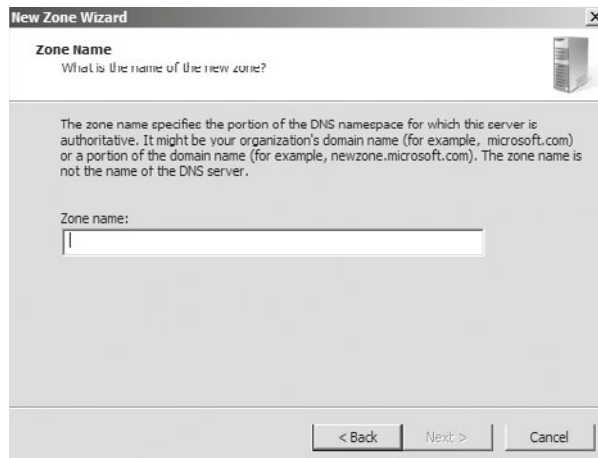 New Zone Wizard
Zone Name
What is the name of the new zone?
The zone name specifies the portion of the DNS namespace for which this server is
authoritative. It might be your organization's domain name (for example, microsoft.com)
or a portion of the domain name (for example, newzone.microsoft.com). The zone name is
not the name of the DNS server.
Zone name:
< Back
Next >
Cancel